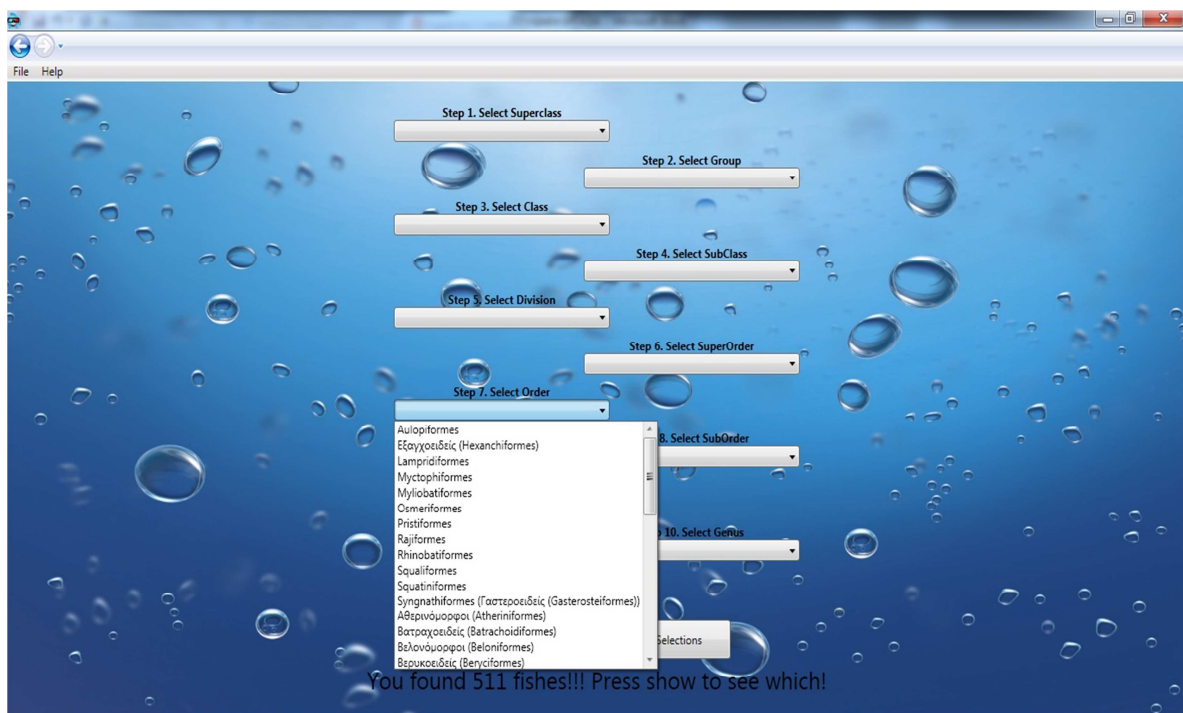 File Help
Step 1. Select Superclass
Step 2. Select Group
Step 3. Select Class
Step 4. Select SubClass
Step 5. Select Division
Step 6. Select SuperOrder
Step 7. Select Order
Aulopiformes
Εξαγχοειδείς (Hexanchiformes)
Lampridiformes
Myctophiformes
Myliobatiformes
Osmeriformes
Pristiformes
Rajiformes
Rhinobatiformes
Squaliformes
Squatiniformes
Syngnathiformes (Γαστεροειδείς (Gasterosteiformes))
Αθερινόμορφοι (Atheriniformes)
Βατραχοειδείς (Batrachoidiformes)
Βελονόμορφοι (Beloniformes)
Βερυκοειδείς (Beryciformes)
8. Select SubOrder
10. Select Genus
Selections
You found 511 fishes!!! Press show to see which!